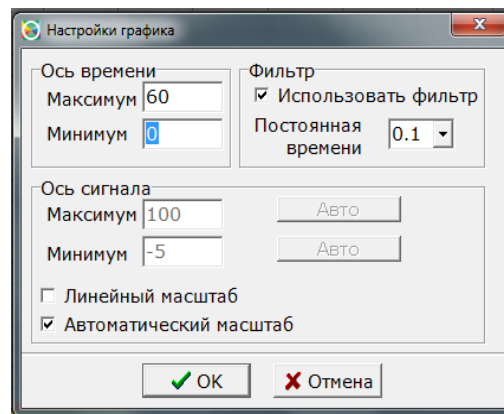 Настройки графика
Ось времени
Максимум 60
Минимум 0
Фильтр
Использовать фильтр
Постоянная времени 0.1
Ось сигнала
Максимум 100 Авто
Минимум -5 Авто
Линейный масштаб
Автоматический масштаб
OK Отмена